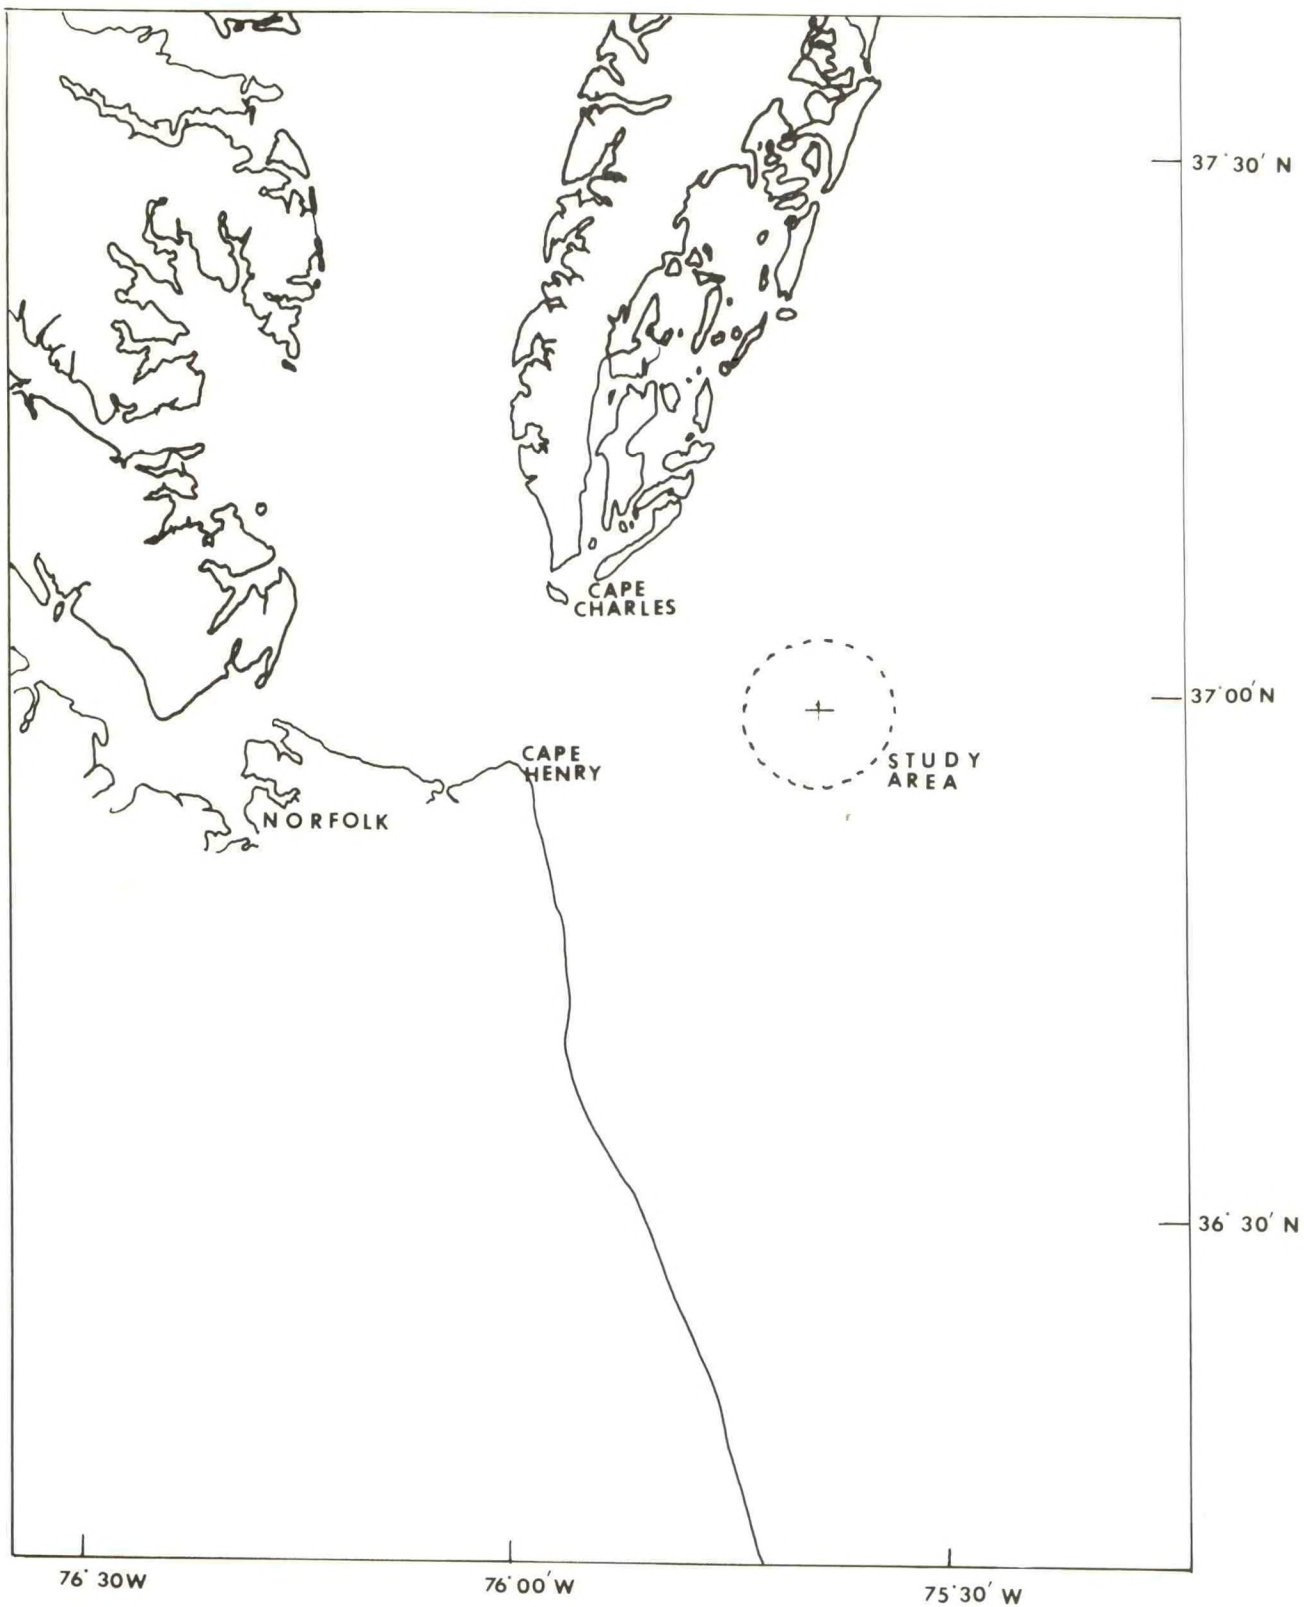 37°30′ N
CAPE
CHARLES
37°00′N
CAPE
HENRY
STUDY
AREA
NORFOLK
36° 30′ N
76°30W
76°00′W
75°30′ W